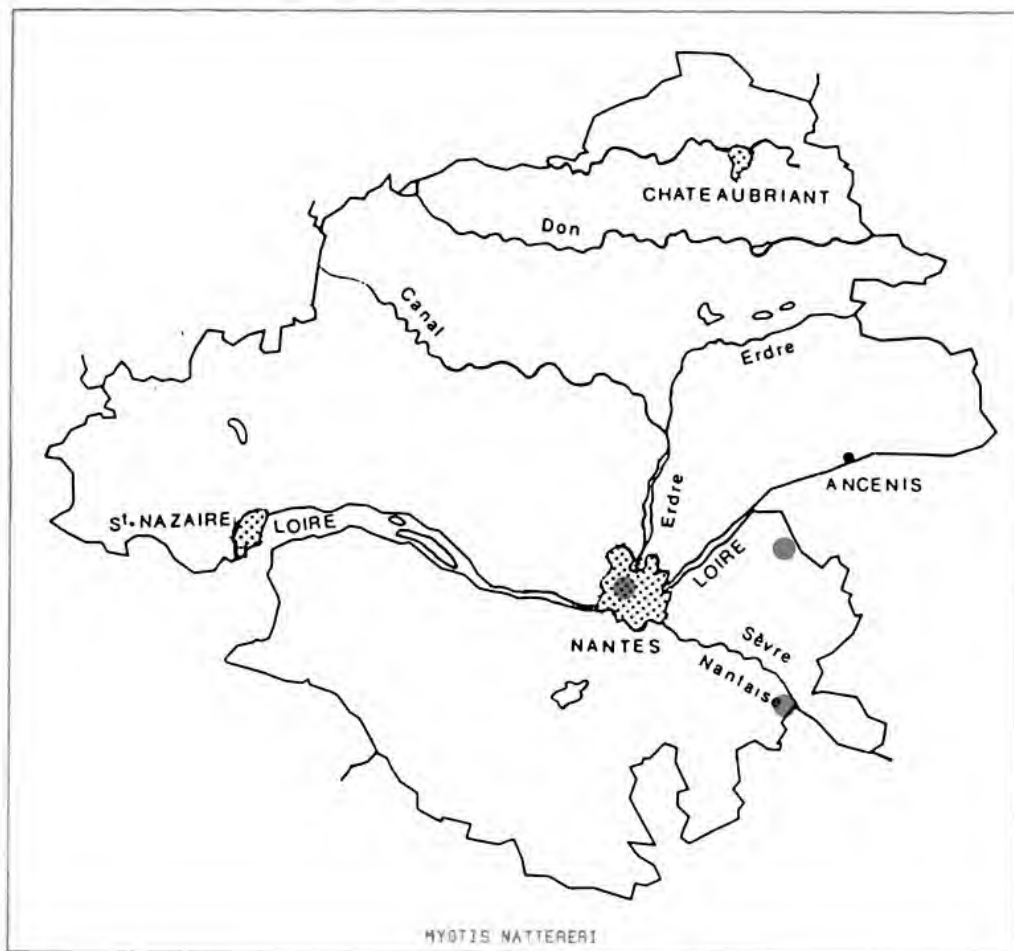 CHATEAUBRIANT
Don
Canal
Erdre
ANCENIS
Erdre
St. NAZAIRE
LOIRE
LOIRE
NANTES
Sèvre
Nantaise
MYOTIS NATTERERI